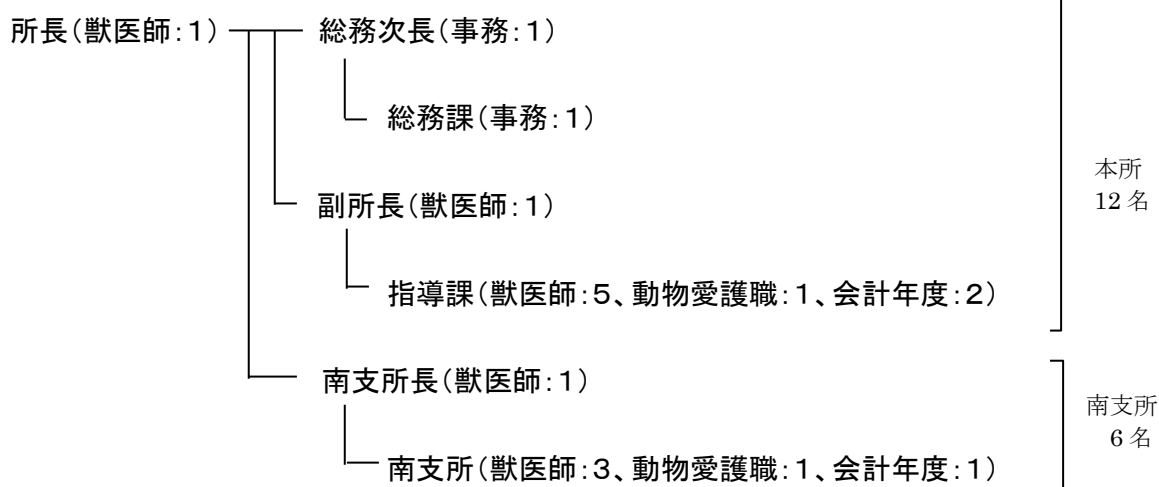 所長(獣医師:1)
総務次長(事務:1)
総務課(事務:1)
副所長(獣医師:1)
指導課(獣医師:5、動物愛護職:1、会計年度:2)
本所
12名
南支所長(獣医師:1)
南支所(獣医師:3、動物愛護職:1、会計年度:1)
南支所
6名